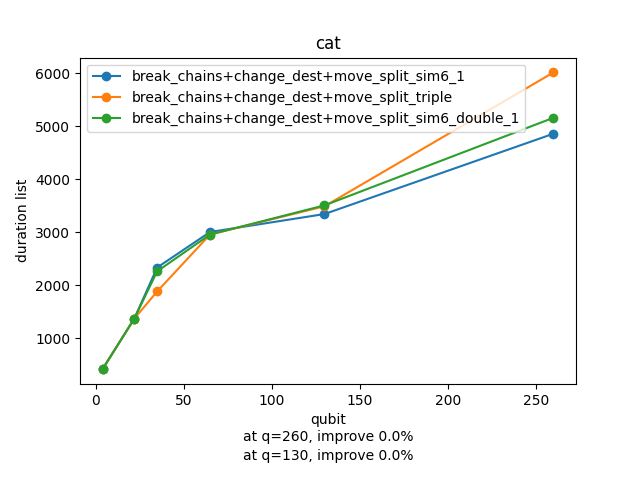 cat
break_chains+change_dest+move_split_sim6_1
break_chains+change_dest+move_split_triple
break_chains+change_dest+move_split_sim6_double_1
duration list
6000
5000
4000
3000
2000
1000
0 50 100 150 200 250
qubit
at q=260, improve 0.0%
at q=130, improve 0.0%